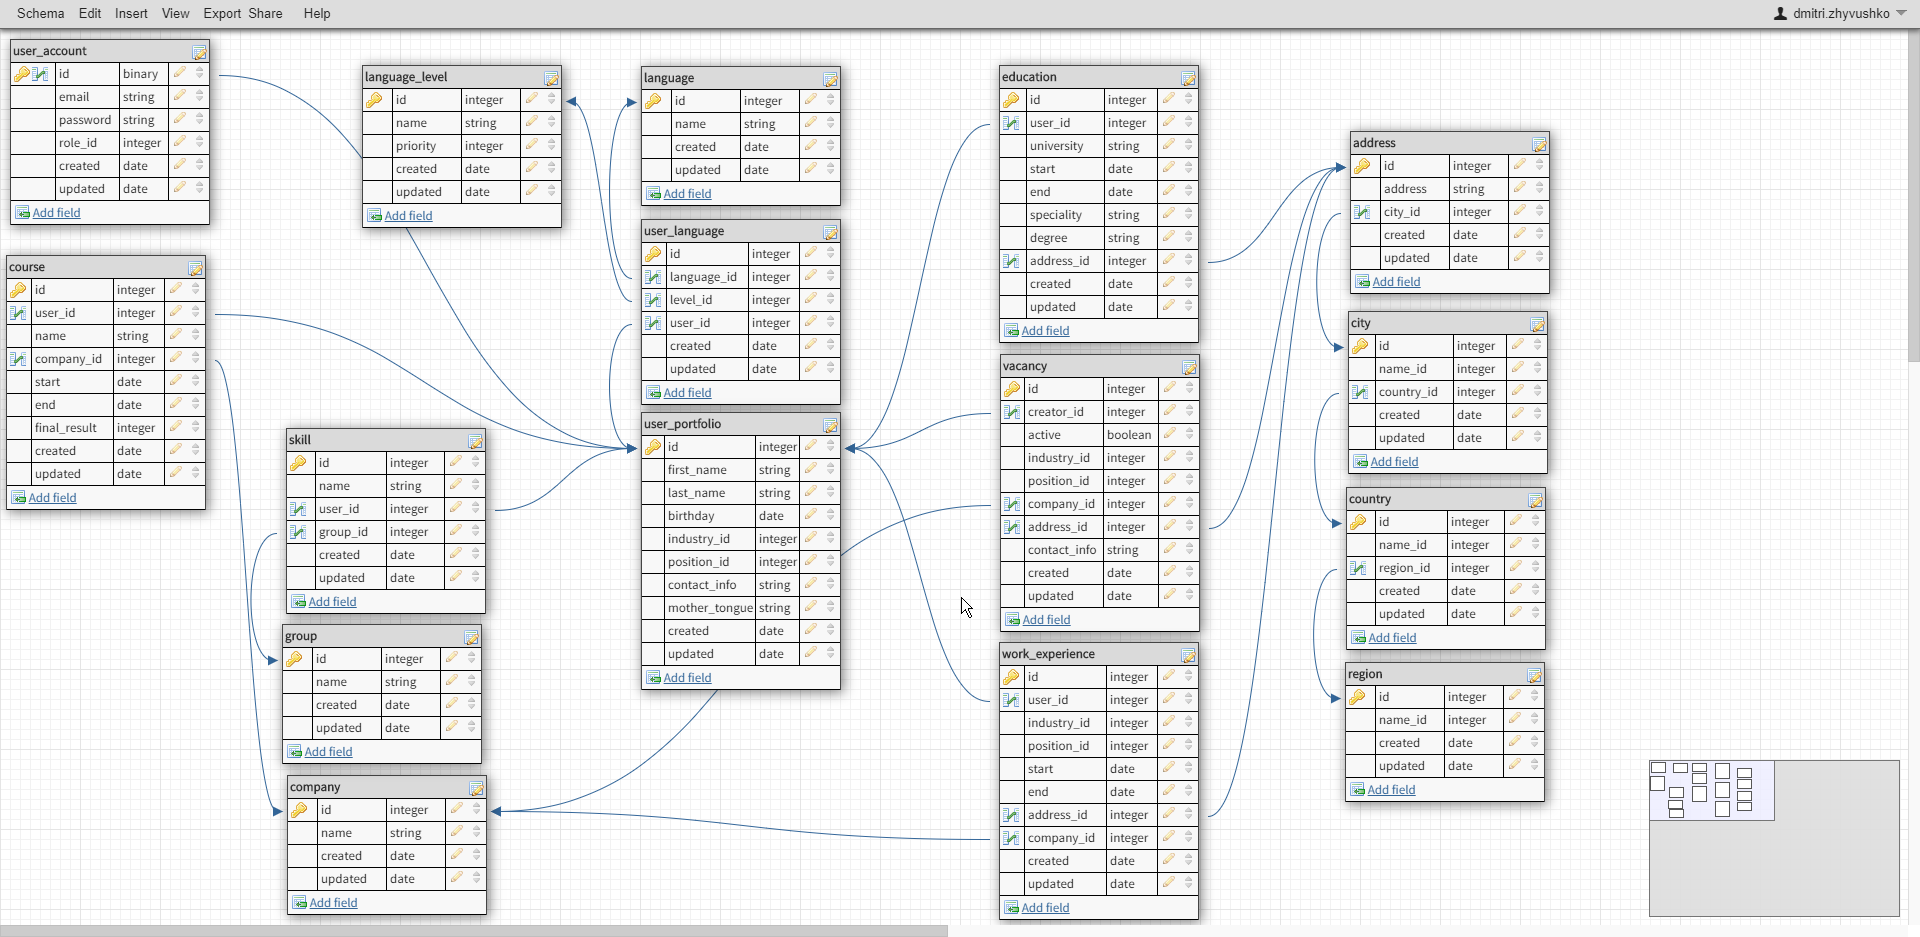 Schema Edit Insert View Export Share Help
dmitri.zhyvushko
user_account
id binary
email string
password string
role_id integer
created date
updated date
Add field
course
id integer
user_id integer
name string
company_id integer
start date
end date
final_result integer
created date
updated date
Add field
language_level
id integer
name string
priority integer
created date
updated date
Add field
skill
id integer
name string
user_id integer
group_id integer
created date
updated date
Add field
group
id integer
name string
created date
updated date
Add field
company
id integer
name string
created date
updated date
Add field
language
id integer
name string
created date
updated date
Add field
user_language
id integer
language_id integer
level_id integer
user_id integer
created date
updated date
Add field
user_portfolio
id integer
first_name string
last_name string
birthday date
industry_id integer
position_id integer
contact_info string
mother_tongue string
created date
updated date
Add field
education
id integer
user_id integer
university string
start date
end date
speciality string
degree string
address_id integer
created date
updated date
Add field
vacancy
id integer
creator_id integer
active boolean
industry_id integer
position_id integer
company_id integer
address_id integer
contact_info string
created date
updated date
Add field
work_experience
id integer
user_id integer
industry_id integer
position_id integer
start date
end date
address_id integer
company_id integer
created date
updated date
Add field
address
id integer
address string
city_id integer
created date
updated date
Add field
city
id integer
name_id integer
country_id integer
created date
updated date
Add field
country
id integer
name_id integer
region_id integer
created date
updated date
Add field
region
id integer
name_id integer
created date
updated date
Add field